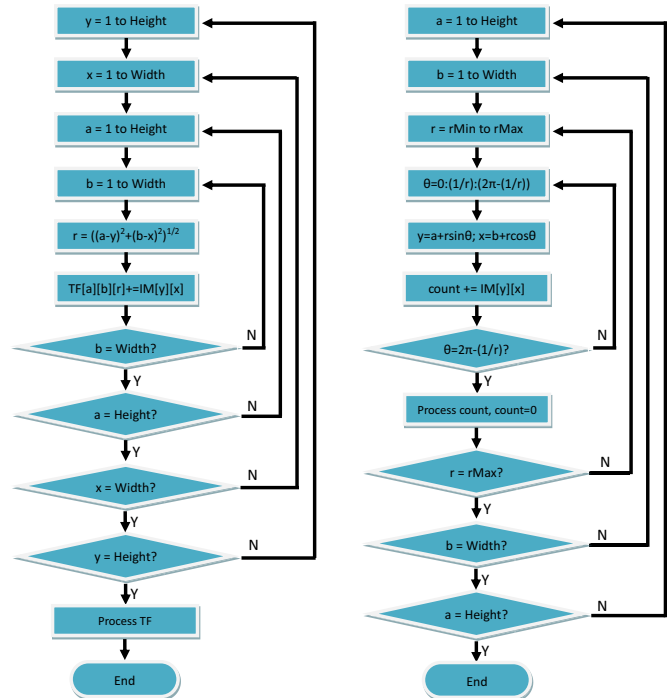 y = 1 to Height
x = 1 to Width
a = 1 to Height
b = 1 to Width
r = ((a-y)²+(b-x)²)¹/²
TF[a][b][r]+=IM[y][x]
b = Width?
N
Y
a = Height?
N
Y
x = Width?
N
Y
y = Height?
N
Y
Process TF
End
a = 1 to Height
b = 1 to Width
r = rMin to rMax
θ=0:(1/r):(2π-(1/r))
y=a+rsinθ; x=b+rcosθ
count += IM[y][x]
θ=2π-(1/r)?
N
Y
Process count, count=0
r = rMax?
N
Y
b = Width?
N
Y
a = Height?
N
Y
End